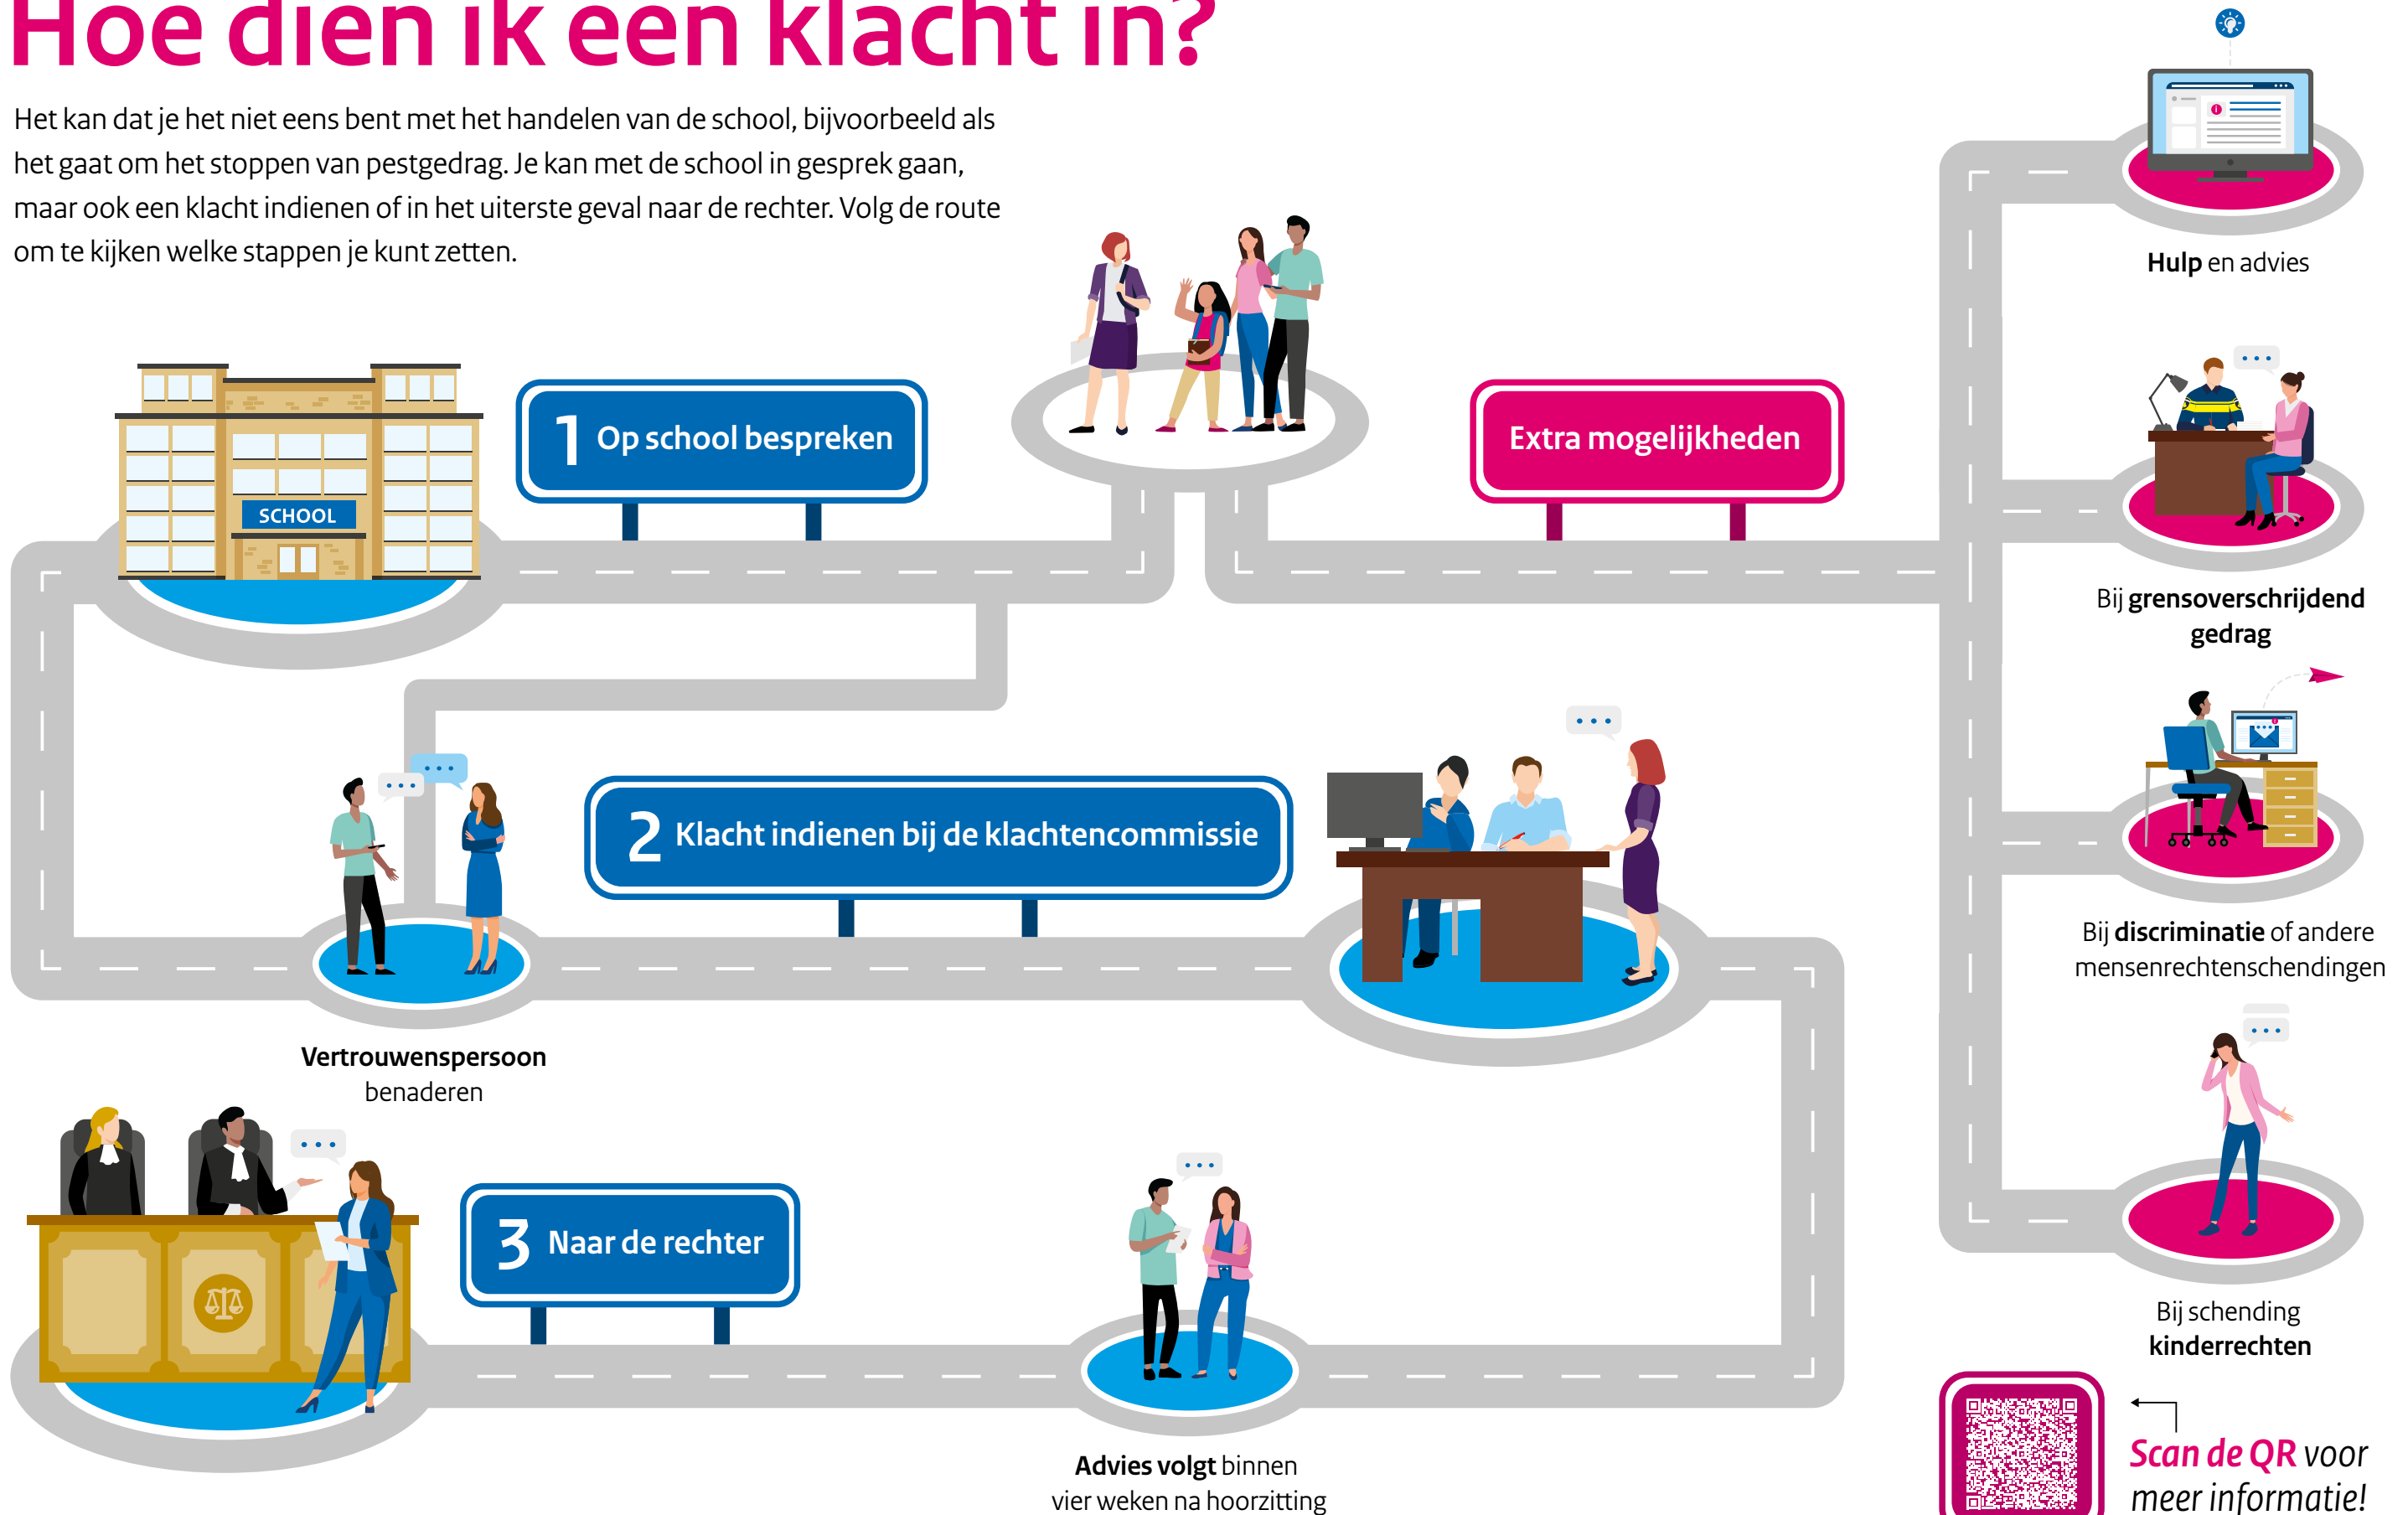 Hoe dien ik een klacht in?
Het kan dat je het niet eens bent met het handelen van de school, bijvoorbeeld als
het gaat om het stoppen van pestgedrag. Je kan met de school in gesprek gaan,
maar ook een klacht indienen of in het uiterste geval naar de rechter. Volg de route
om te kijken welke stappen je kunt zetten.
SCHOOL
1 Op school bespreken
Extra mogelijkheden
Hulp en advies
Bij grensoverschrijdend
gedrag
2 Klacht indienen bij de klachtencommissie
Bij discriminatie of andere
mensenrechtenschendingen
Vertrouwenspersoon
benaderen
3 Naar de rechter
Bij schending
kinderrechten
Advies volgt binnen
vier weken na hoorzitting
Scan de QR voor
meer informatie!